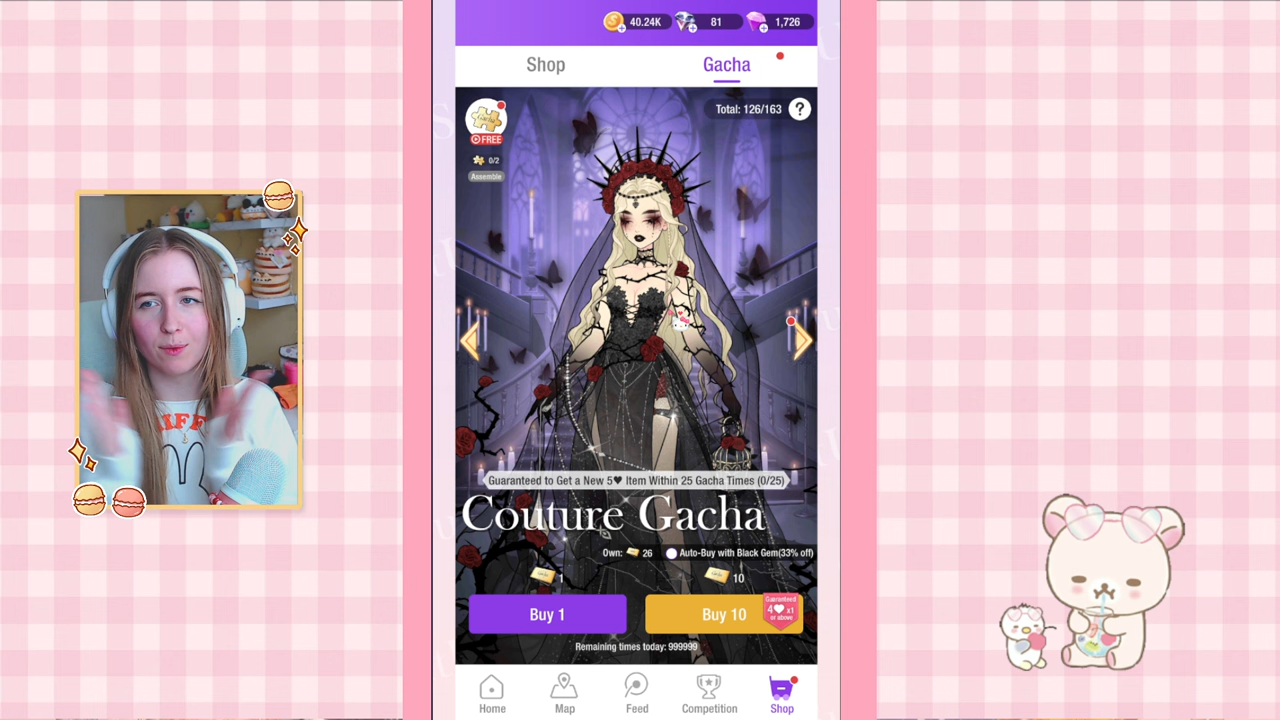 40.24K
81
1,726
Shop
Gacha
Total: 126/163
?
Gacha
FREE
0/2
Assemble
RIFF
Guaranteed to Get a New 5♥ Item Within 25 Gacha Times (0/25)
Couture Gacha
Own: 26
Auto-Buy with Black Gem(33% off)
1
10
Buy 1
Buy 10
Guaranteed
4♥ x1
or above
Remaining times today: 999999
Home
Map
Feed
Competition
Shop